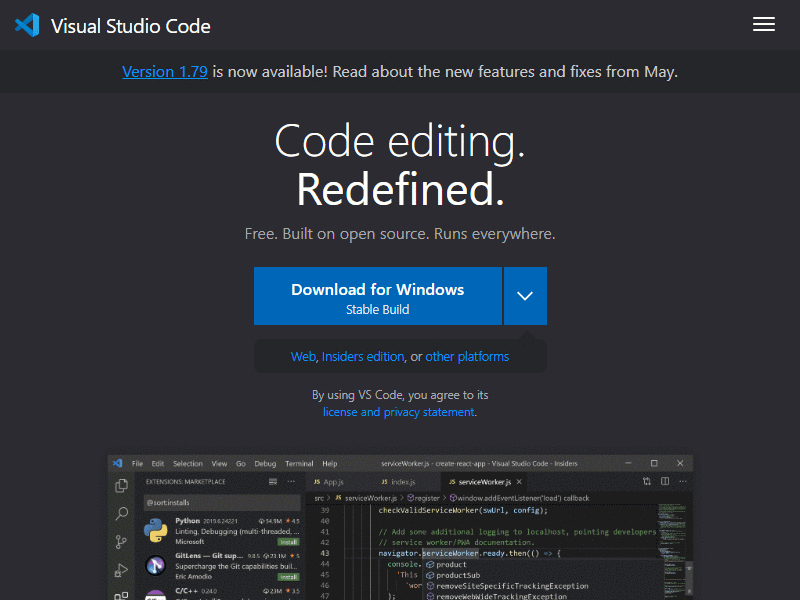 Visual Studio Code
Version 1.79 is now available! Read about the new features and fixes from May.
Code editing.
Redefined.
Free. Built on open source. Runs everywhere.
Download for Windows
Stable Build
Web, Insiders edition, or other platforms
By using VS Code, you agree to its
license and privacy statement.
File Edit Selection View Go Debug Terminal Help
serviceWorker.js - create-react-app - Visual Studio Code - Insiders
EXTENSIONS: MARKETPLACE
@sort:installs
Python 2019.6.24221 54.9M 4.5
Linting, Debugging (multi-threaded, ...
Microsoft
Install
GitLens — Git sup... 9.8.5 23.1M 5
Supercharge the Git capabilities buil...
Eric Amodio
Install
C/C++ 0.24.0 23M 3.5
JS App.js
JS index.js
JS serviceWorker.js
src > JS serviceWorker.js > register > window.addEventListener('load') callback
39 checkValidServiceWorker(swUrl, config);
40
41 // Add some additional logging to localhost, pointing developers
42 // service worker/PWA documentation.
43 navigator.serviceWorker.ready.then(() => {
44 console.
45 'This
46 'wor
47 );
product
productSub
removeSiteSpecificTrackingException
removeWebWideTrackingException